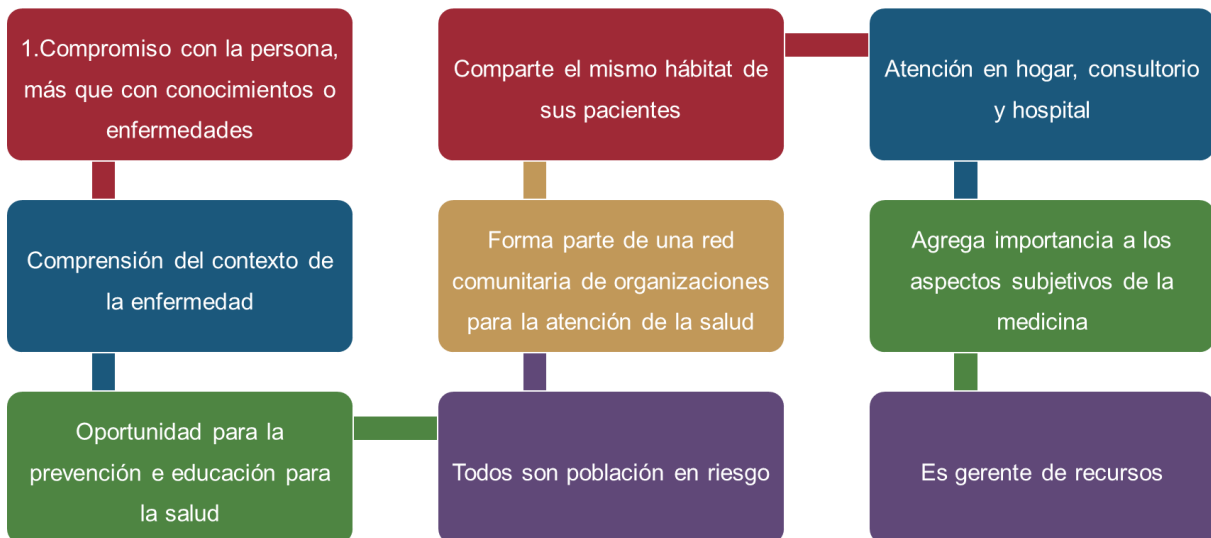 1.Compromiso con la persona,
más que con conocimientos o
enfermedades
Comprensión del contexto de
la enfermedad
Oportunidad para la
prevención e educación para
la salud
Todos son población en riesgo
Forma parte de una red
comunitaria de organizaciones
para la atención de la salud
Comparte el mismo hábitat de
sus pacientes
Atención en hogar, consultorio
y hospital
Agrega importancia a los
aspectos subjetivos de la
medicina
Es gerente de recursos